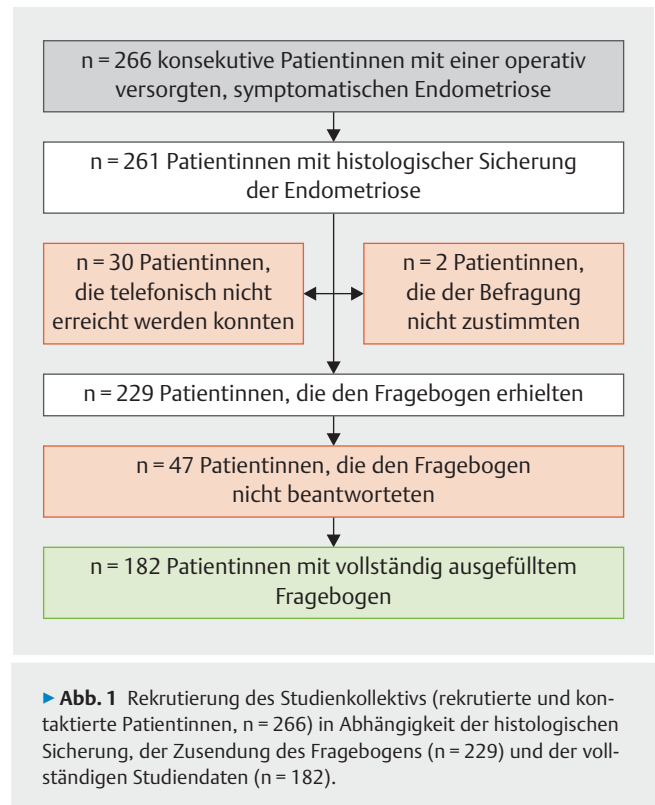 n = 266 konsekutive Patientinnen mit einer operativ
versorgten, symptomatischen Endometriose
n = 261 Patientinnen mit histologischer Sicherung
der Endometriose
n = 30 Patientinnen,
die telefonisch nicht
erreicht werden konnten
n = 2 Patientinnen,
die der Befragung
nicht zustimmten
n = 229 Patientinnen, die den Fragebogen erhielten
n = 47 Patientinnen, die den Fragebogen
nicht beantworteten
n = 182 Patientinnen mit vollständig ausgefülltem
Fragebogen
▶ Abb. 1 Rekrutierung des Studienkollektivs (rekrutierte und kon-
taktierte Patientinnen, n = 266) in Abhängigkeit der histologischen
Sicherung, der Zusendung des Fragebogens (n = 229) und der voll-
ständigen Studiendaten (n = 182).